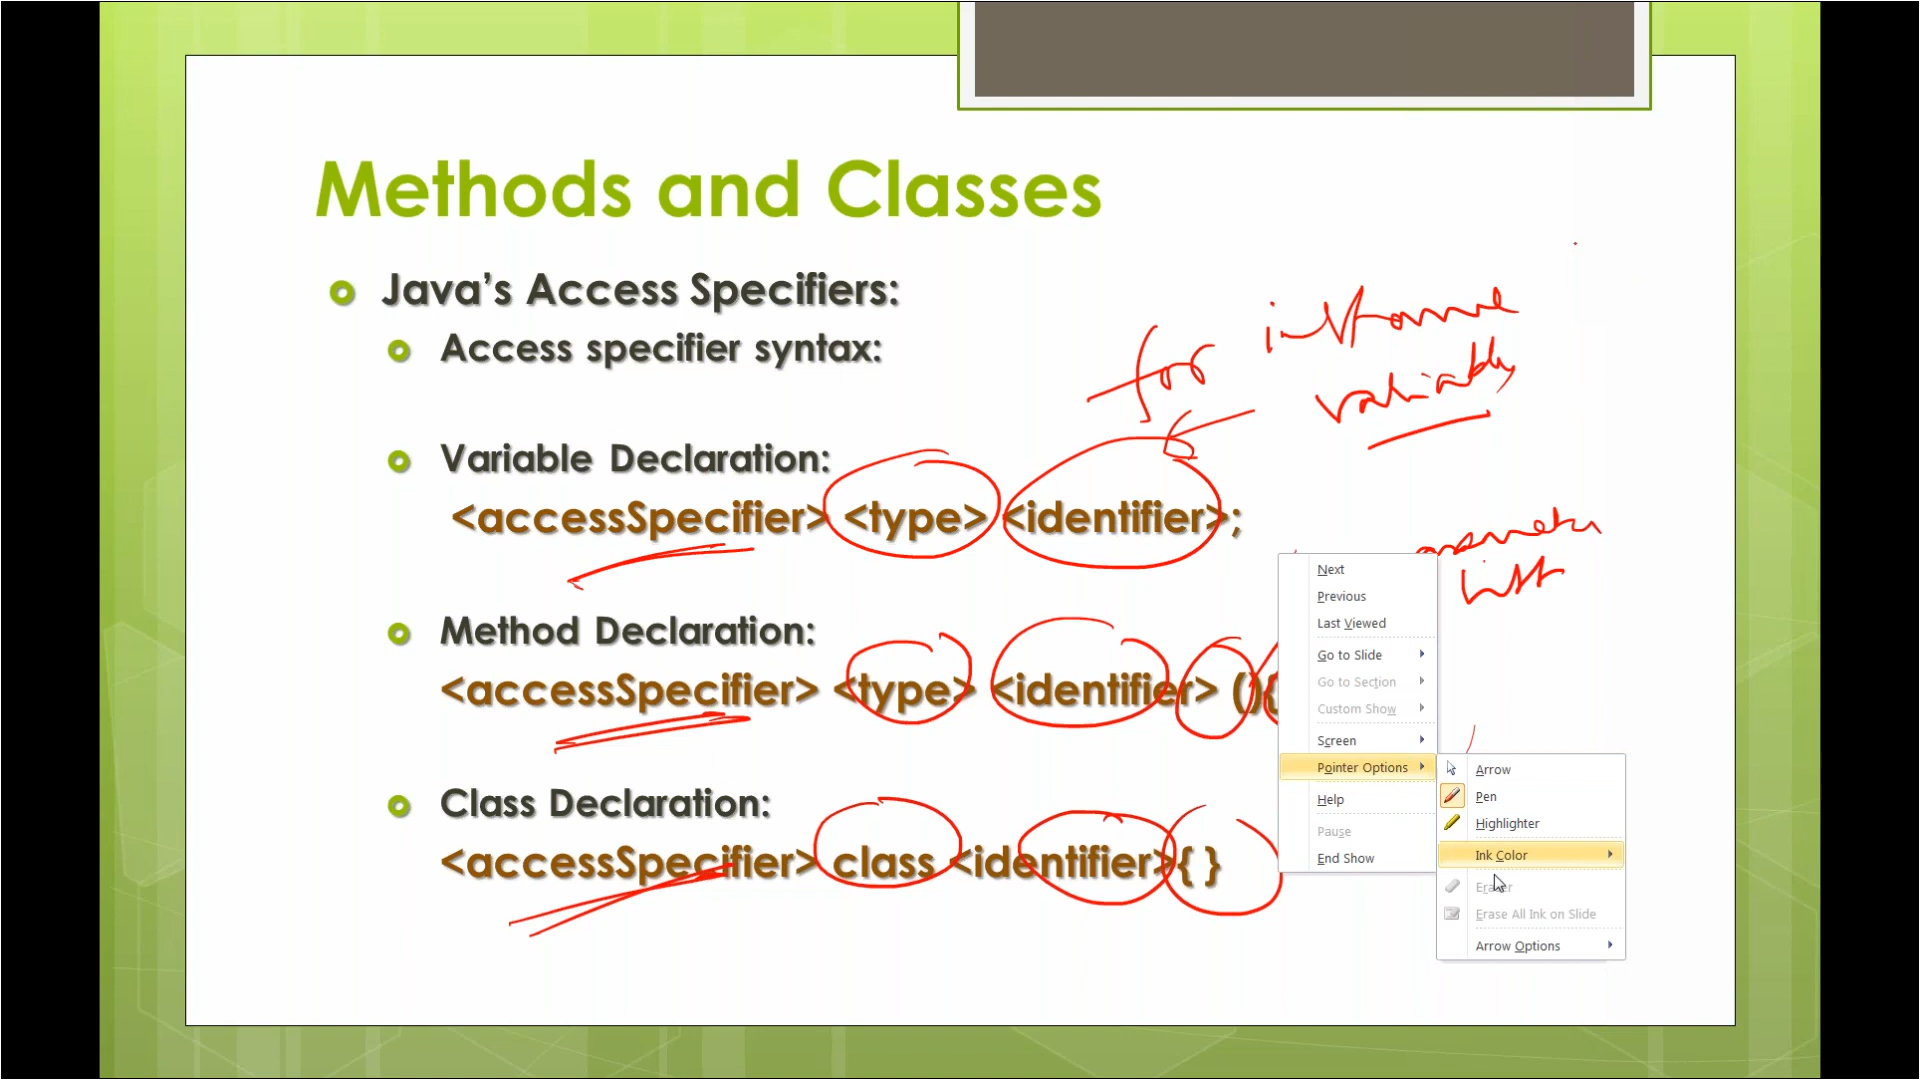 Methods and Classes
Java's Access Specifiers:
Access specifier syntax:
for instance
variables
Variable Declaration:
<accessSpecifier> <type> <identifier>;
list
Method Declaration:
<accessSpecifier> <type> <identifier> (){
Class Declaration:
<accessSpecifier> class <identifier>{ }
Next
Previous
Last Viewed
Go to Slide
Go to Section
Custom Show
Screen
Pointer Options
Help
Pause
End Show
Arrow
Pen
Highlighter
Ink Color
Eraser
Erase All Ink on Slide
Arrow Options